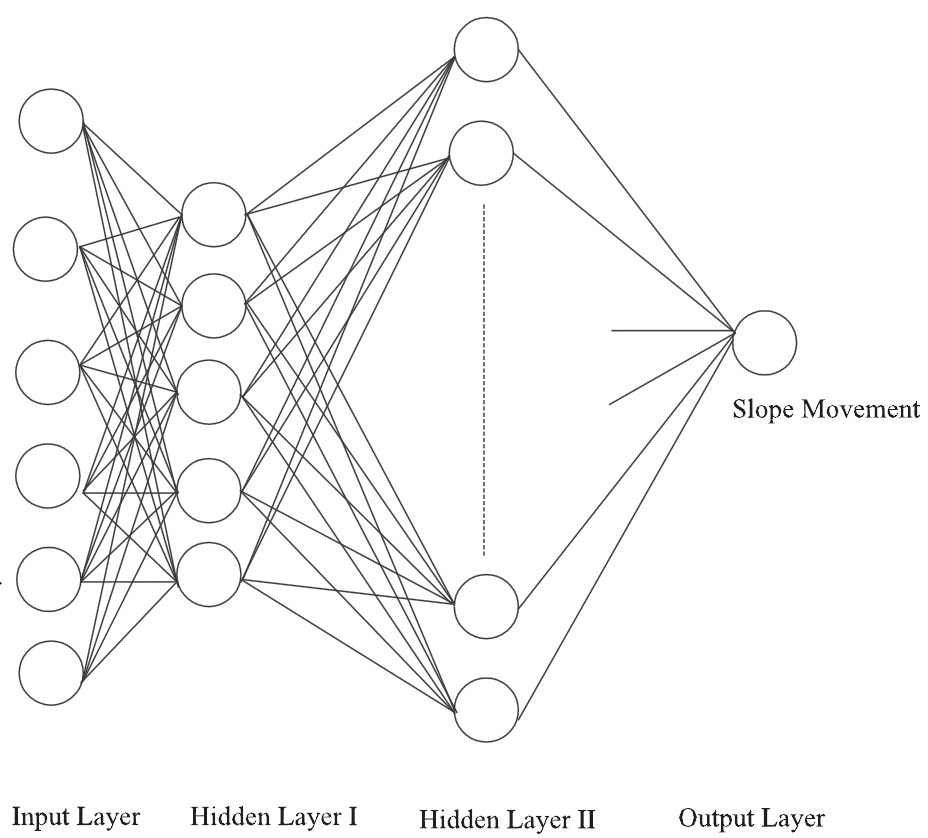 Slope Movement
Input Layer
Hidden Layer I
Hidden Layer II
Output Layer